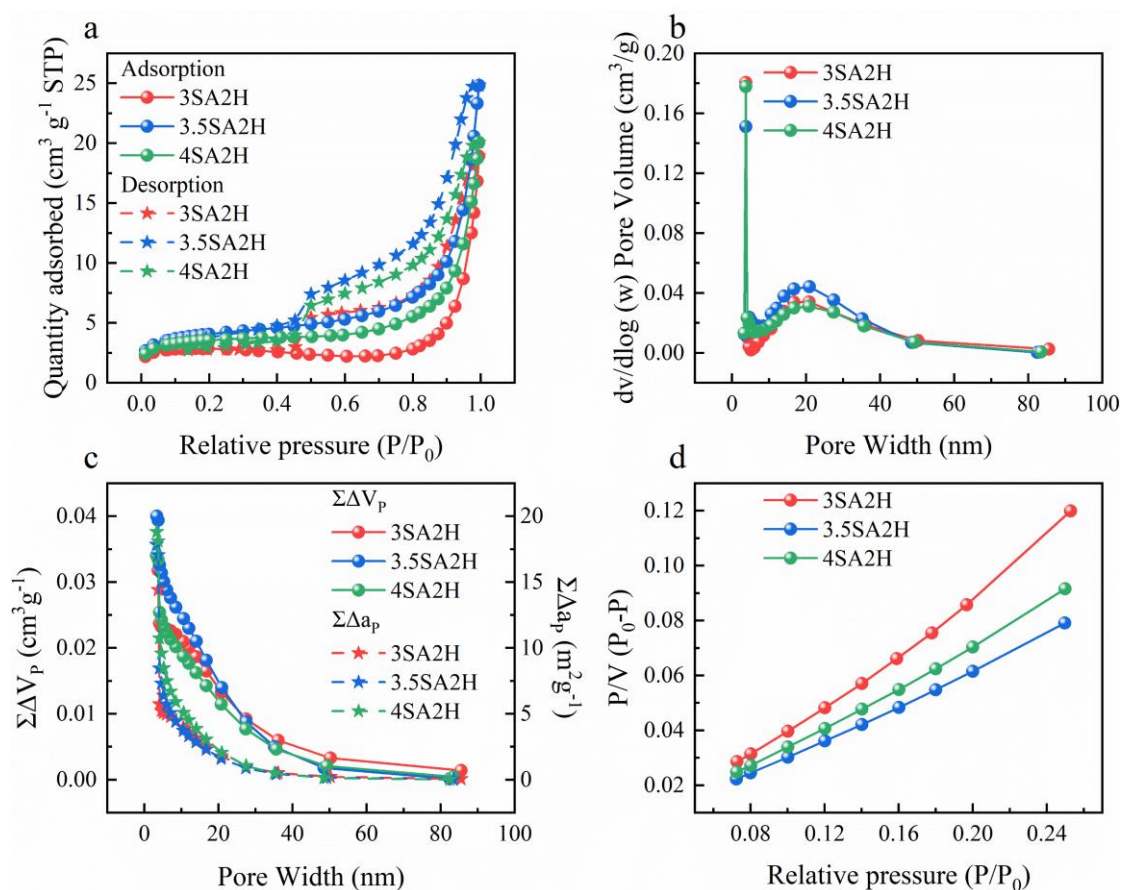 a
Quantity adsorbed (cm³ g⁻¹ STP)
25
20
15
10
5
0
Adsorption
3SA2H
3.5SA2H
4SA2H
Desorption
3SA2H
3.5SA2H
4SA2H
0.0 0.2 0.4 0.6 0.8 1.0
Relative pressure (P/P₀)
b
dv/dlog (w) Pore Volume (cm³/g)
0.20
0.16
0.12
0.08
0.04
0.00
3SA2H
3.5SA2H
4SA2H
0 20 40 60 80 100
Pore Width (nm)
c
ΣΔV_P (cm³g⁻¹)
0.04
0.03
0.02
0.01
0.00
ΣΔV_P
3SA2H
3.5SA2H
4SA2H
ΣΔa_P
3SA2H
3.5SA2H
4SA2H
20
15
10
5
0
ΣΔa_P (m²g⁻¹)
0 20 40 60 80 100
Pore Width (nm)
d
P/V (P₀-P)
0.12
0.10
0.08
0.06
0.04
0.02
3SA2H
3.5SA2H
4SA2H
0.08 0.12 0.16 0.20 0.24
Relative pressure (P/P₀)